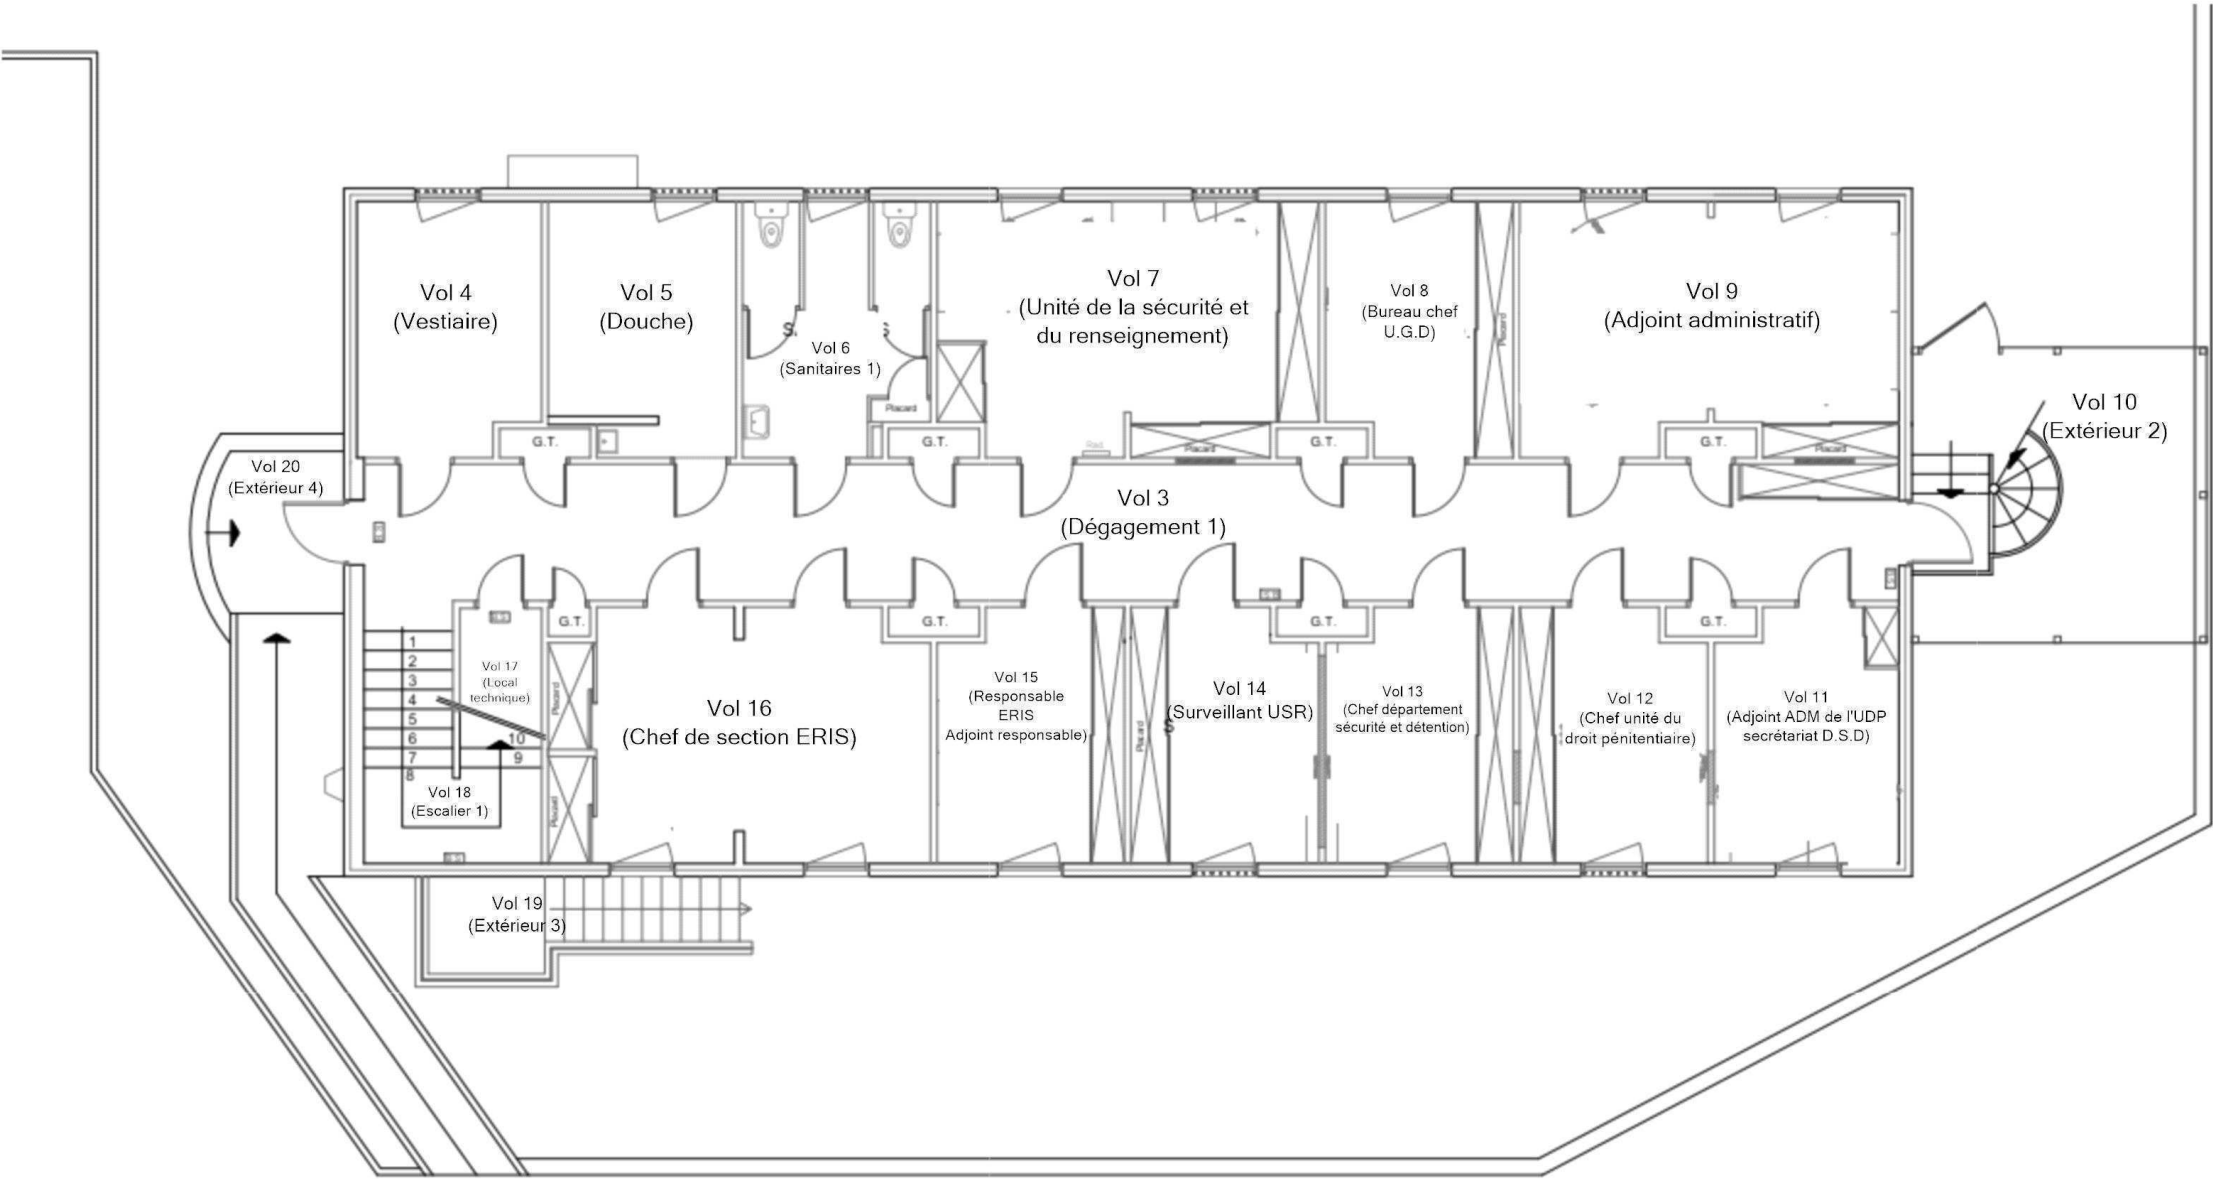 Vol 4
(Vestiaire)
Vol 5
(Douche)
S.
S
Vol 6
(Sanitaires 1)
Placard
Vol 7
(Unité de la sécurité et
du renseignement)
Rad.
Placard
Vol 8
(Bureau chef
U.G.D)
Placard
Vol 9
(Adjoint administratif)
Placard
Vol 10
(Extérieur 2)
G.T.
G.T.
G.T.
G.T.
Vol 20
(Extérieur 4)
Vol 3
(Dégagement 1)
G.T.
G.T.
G.T.
G.T.
1
2
3
4
5
6
7
8
9
10
Vol 17
(Local
technique)
Vol 18
(Escalier 1)
Placard
Placard
Vol 16
(Chef de section ERIS)
Vol 15
(Responsable
ERIS
Adjoint responsable)
Placard
S
Vol 14
(Surveillant USR)
Vol 13
(Chef département
sécurité et détention)
Vol 12
(Chef unité du
droit pénitentiaire)
Vol 11
(Adjoint ADM de l'UDP
secrétariat D.S.D)
Vol 19
(Extérieur 3)